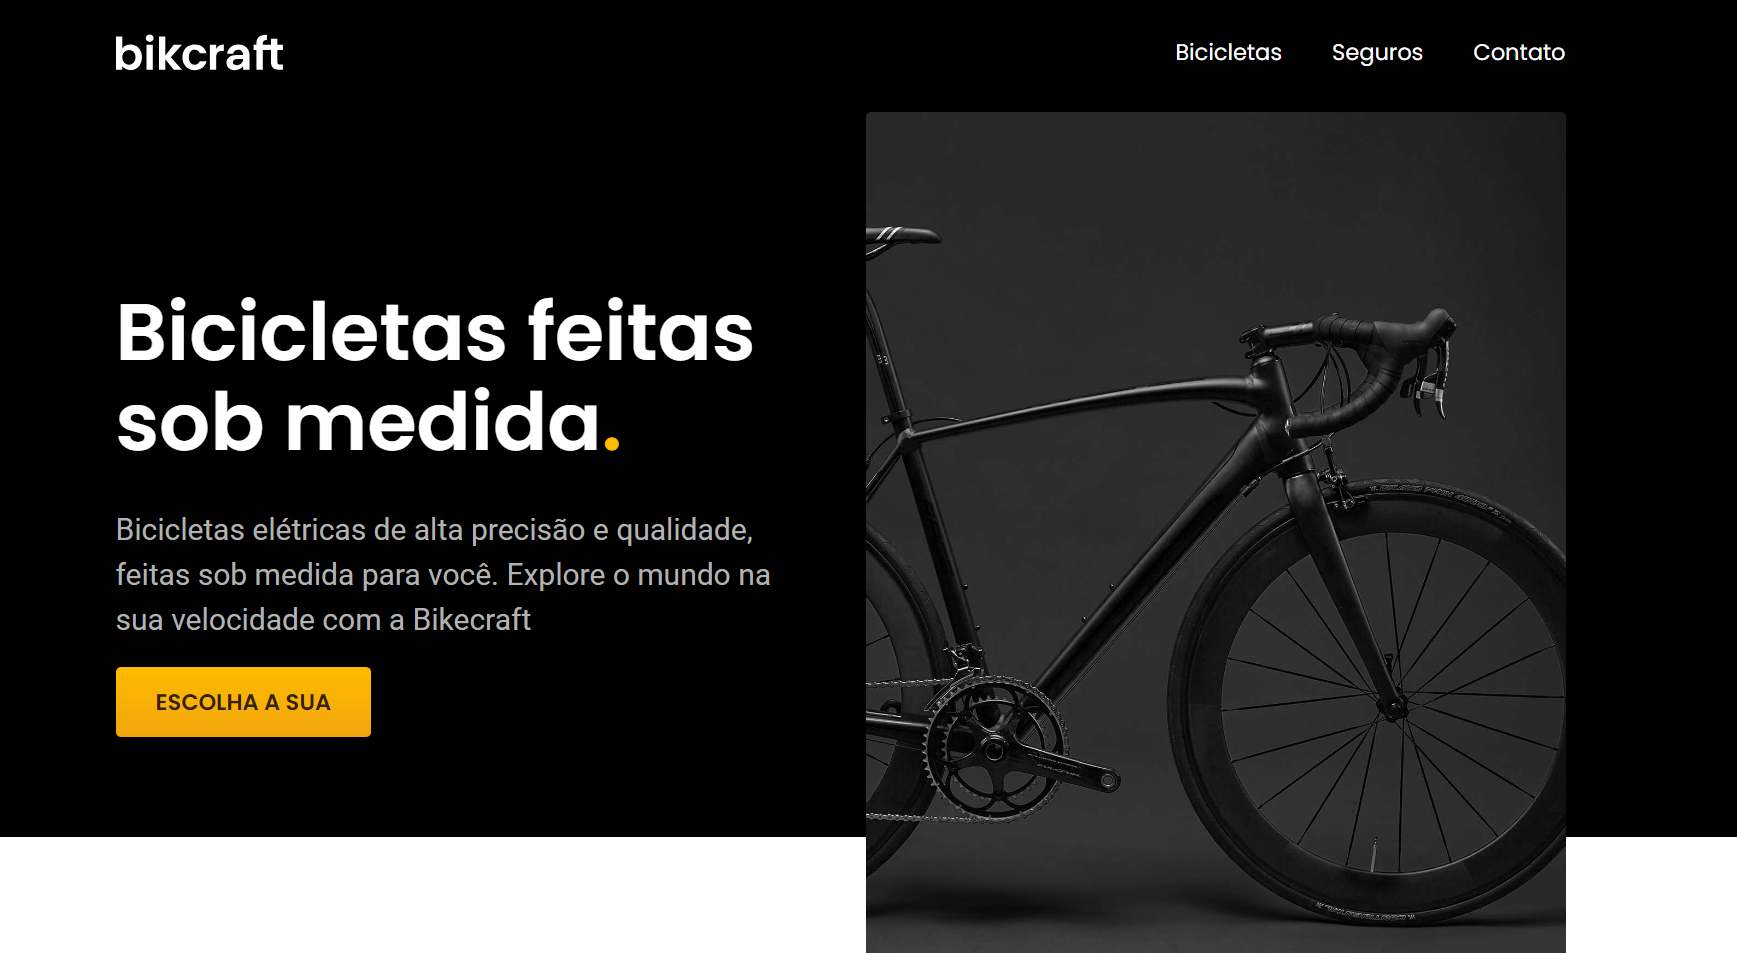 bikcraft
Bicicletas Seguros Contato
Bicicletas feitas
sob medida.
Bicicletas elétricas de alta precisão e qualidade,
feitas sob medida para você. Explore o mundo na
sua velocidade com a Bikecraft
ESCOLHA A SUA